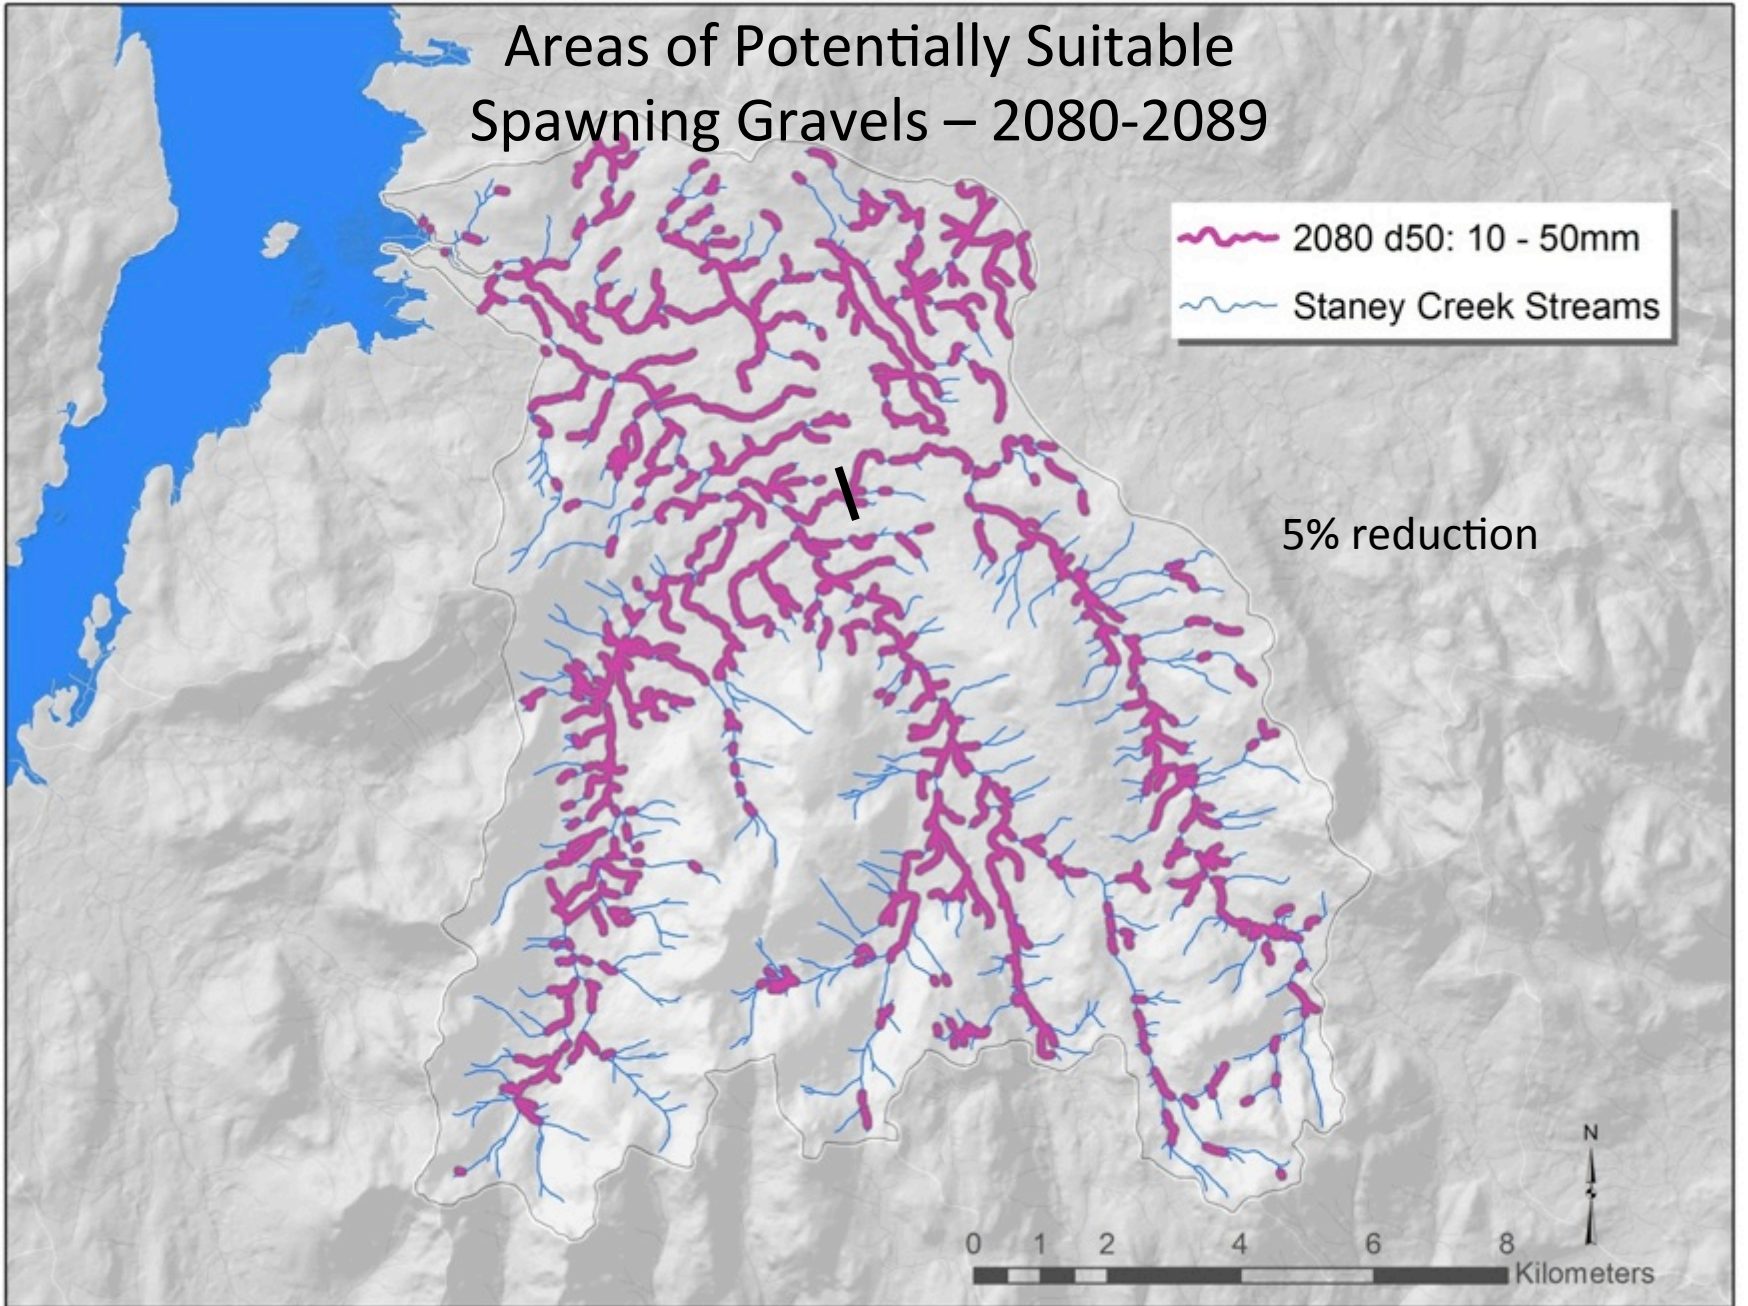 Areas of Potentially Suitable
Spawning Gravels – 2080-2089
2080 d50: 10 - 50mm
Staney Creek Streams
5% reduction
N
0 1 2 4 6 8
Kilometers